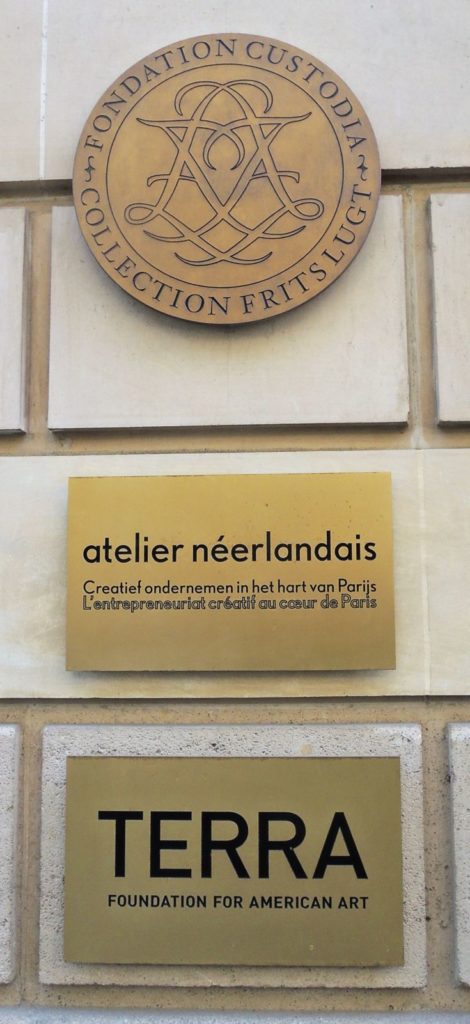 FONDATION CUSTODIA
COLLECTION FRITS LUGT
atelier néerlandais
Creatief ondernemen in het hart van Parijs
L'entrepreneuriat créatif au cœur de Paris
TERRA
FOUNDATION FOR AMERICAN ART